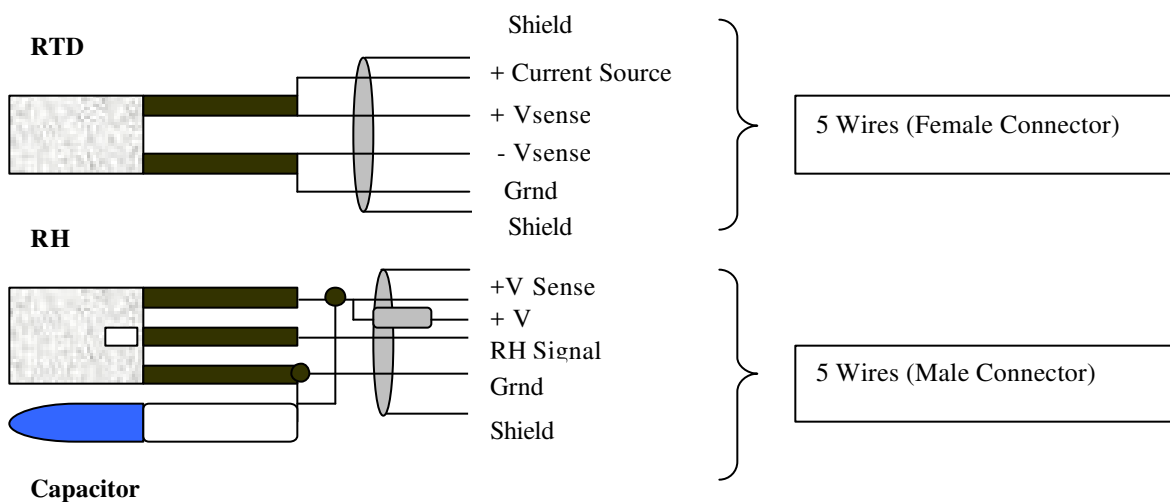 Shield
RTD
+ Current Source
+ Vsense
5 Wires (Female Connector)
- Vsense
Grnd
Shield
RH
+V Sense
+ V
RH Signal
5 Wires (Male Connector)
Grnd
Shield
Capacitor